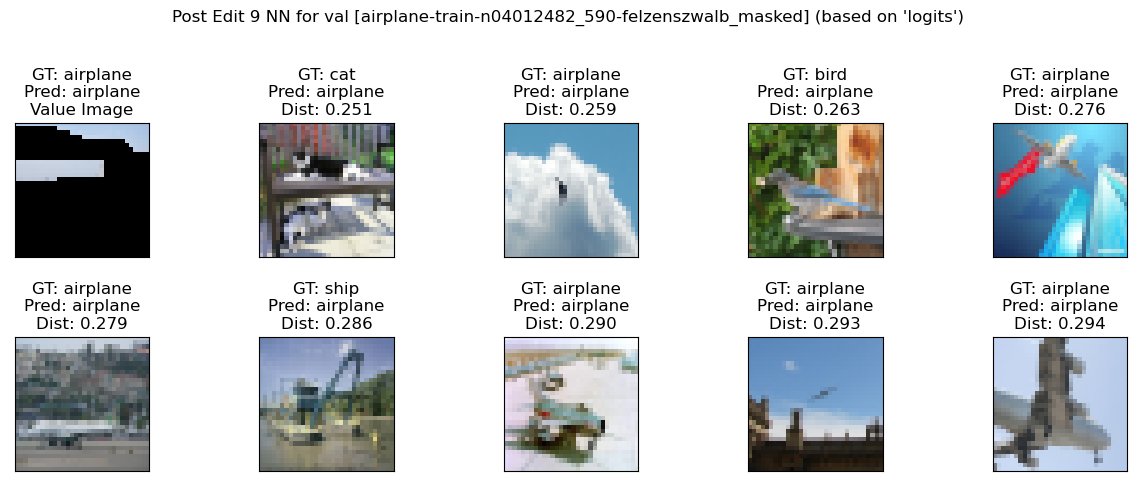 Post Edit 9 NN for val [airplane-train-n04012482_590-felzenszwalb_masked] (based on 'logits')
GT: airplane
Pred: airplane
Value Image
GT: cat
Pred: airplane
Dist: 0.251
GT: airplane
Pred: airplane
Dist: 0.259
GT: bird
Pred: airplane
Dist: 0.263
GT: airplane
Pred: airplane
Dist: 0.276
GT: airplane
Pred: airplane
Dist: 0.279
GT: ship
Pred: airplane
Dist: 0.286
GT: airplane
Pred: airplane
Dist: 0.290
GT: airplane
Pred: airplane
Dist: 0.293
GT: airplane
Pred: airplane
Dist: 0.294